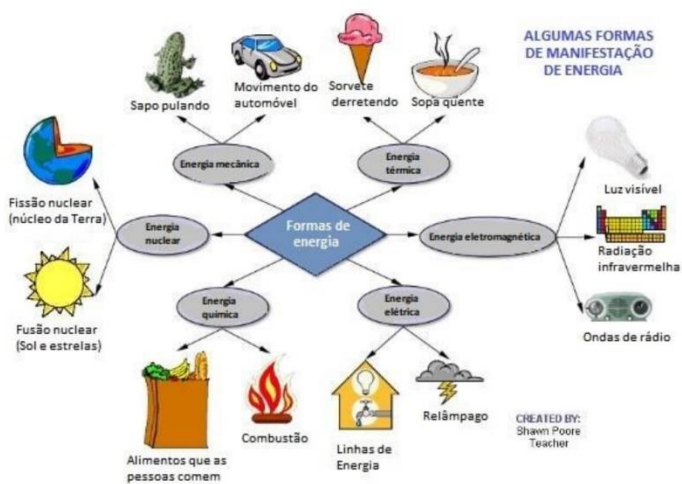 ALGUMAS FORMAS
DE MANIFESTAÇÃO
DE ENERGIA
Sapo pulando
Movimento do
automóvel
Sorvete
derretendo
Sopa quente
Energia mecânica
Energia
térmica
Fissão nuclear
(núcleo da Terra)
Energia
nuclear
Formas de
energia
Energia eletromagnética
Luz visível
Radiação
infravermelha
Ondas de rádio
Fusão nuclear
(Sol e estrelas)
Energia
química
Energia
elétrica
Alimentos que as
pessoas comem
Combustão
Linhas de
Energia
Relâmpago
CREATED BY:
Shawn Poore
Teacher